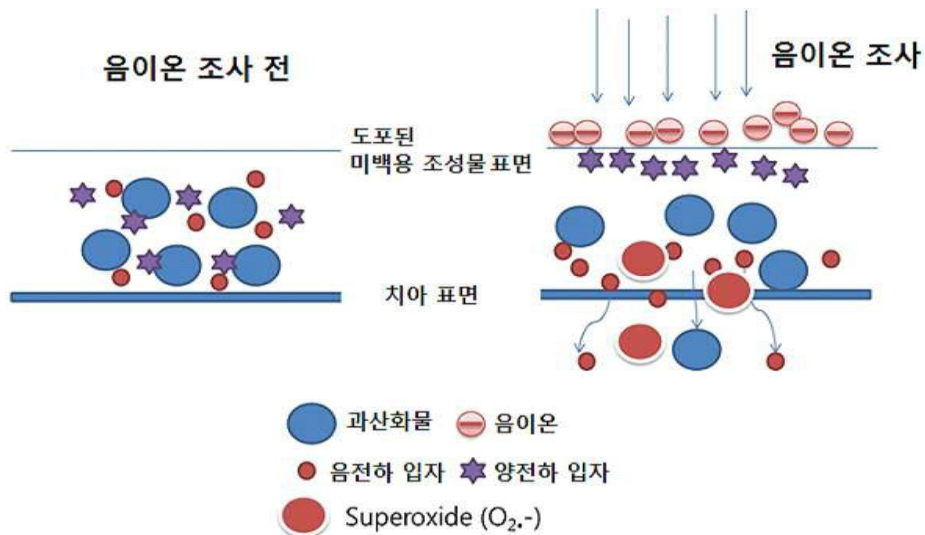 음이온 조사 전
음이온 조사
도포된
미백용 조성물 표면
치아 표면
과산화물
음이온
음전하 입자
양전하 입자
Superoxide (O₂.-)